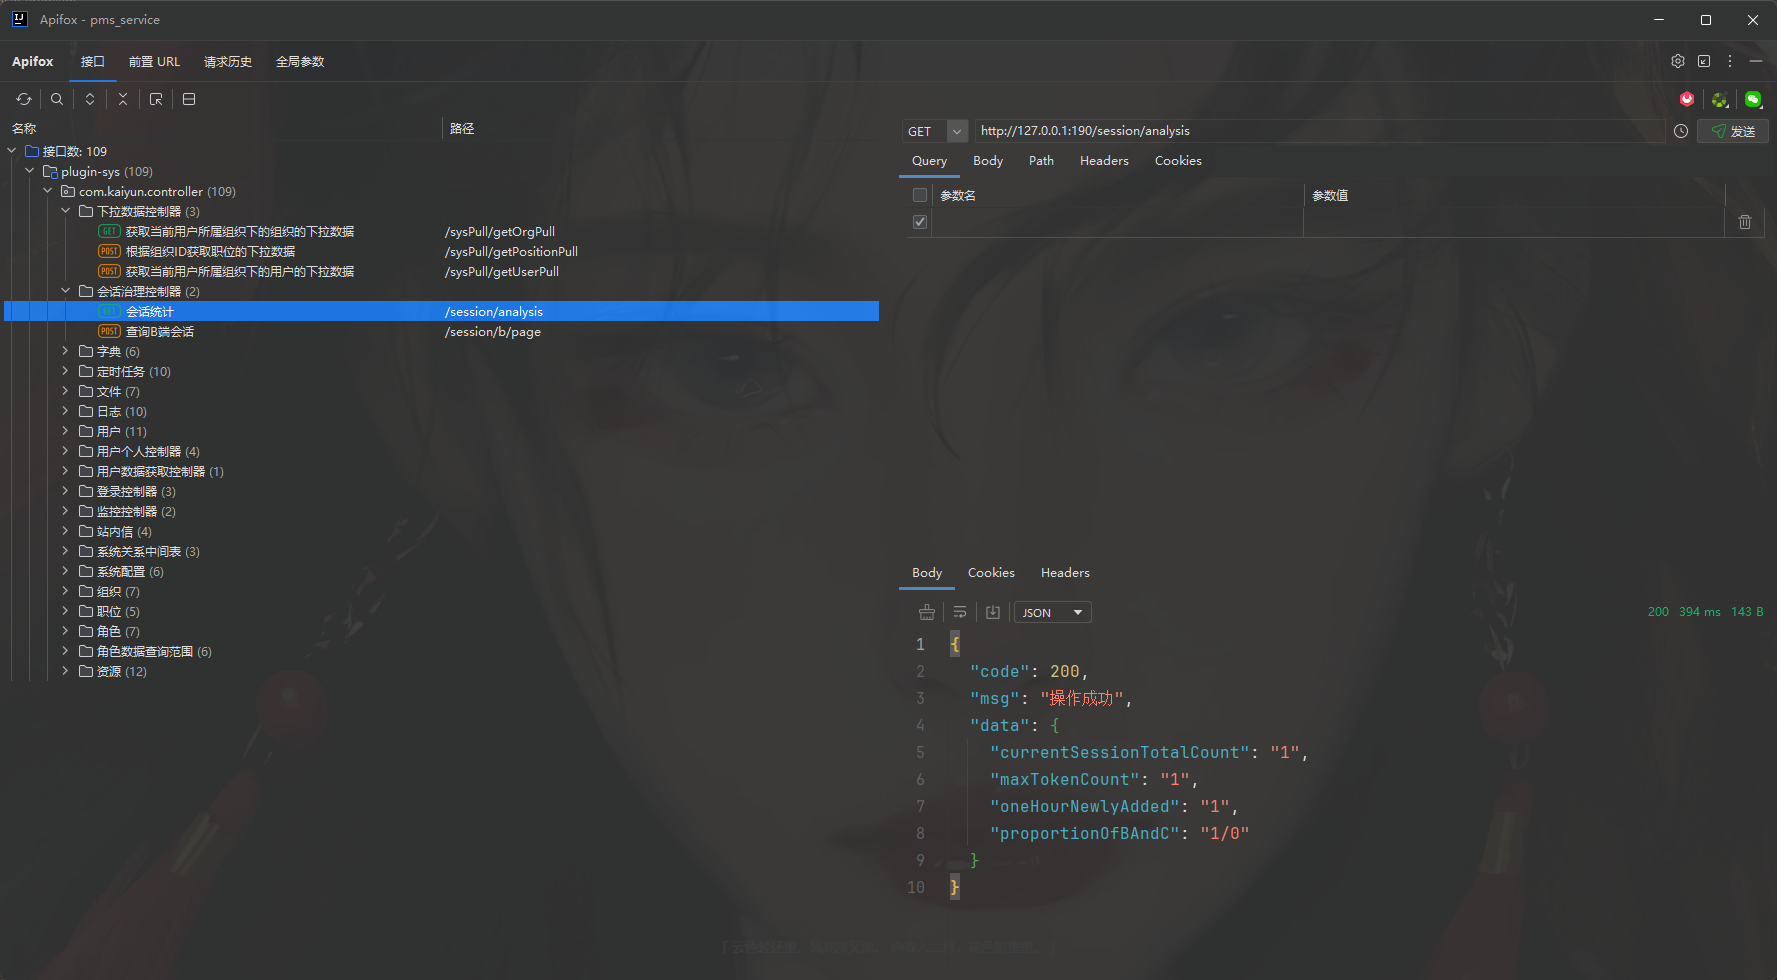 Apifox - pms_service
Apifox 接口 前置 URL 请求历史 全局参数
名称 路径
接口数: 109
plugin-sys (109)
com.kaiyun.controller (109)
下拉数据控制器 (3)
GET 获取当前用户所属组织下的组织的下拉数据 /sysPull/getOrgPull
POST 根据组织ID获取职位的下拉数据 /sysPull/getPositionPull
POST 获取当前用户所属组织下的用户的下拉数据 /sysPull/getUserPull
会话治理控制器 (2)
GET 会话统计 /session/analysis
POST 查询B端会话 /session/b/page
字典 (6)
定时任务 (10)
文件 (7)
日志 (10)
用户 (11)
用户个人控制器 (4)
用户数据获取控制器 (1)
登录控制器 (3)
监控控制器 (2)
站内信 (4)
系统关系中间表 (3)
系统配置 (6)
组织 (7)
职位 (5)
角色 (7)
角色数据查询范围 (6)
资源 (12)
GET http://127.0.0.1:190/session/analysis 发送
Query Body Path Headers Cookies
参数名 参数值
Body Cookies Headers
JSON 200 394 ms 143 B
1 {
2 "code": 200,
3 "msg": "操作成功",
4 "data": {
5 "currentSessionTotalCount": "1",
6 "maxTokenCount": "1",
7 "oneHourNewlyAdded": "1",
8 "proportionOfBAndC": "1/0"
9 }
10 }